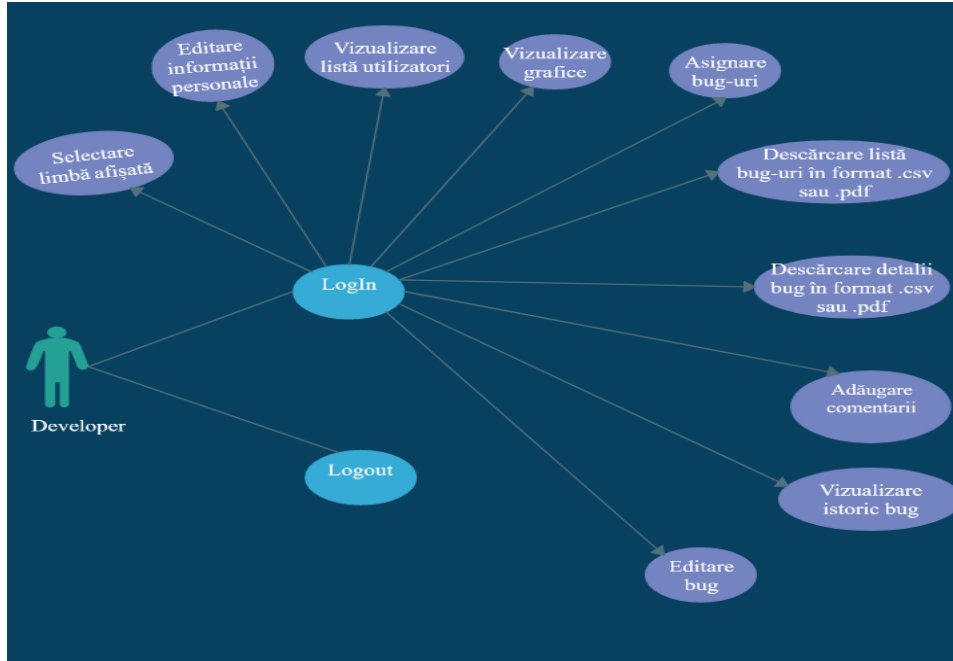 Editare
informații
personale
Vizualizare
listă utilizatori
Vizualizare
grafice
Asignare
bug-uri
Selectare
limbă afișată
Descărcare listă
bug-uri în format .csv
sau .pdf
LogIn
Descărcare detalii
bug în format .csv
sau .pdf
Developer
Adăugare
comentarii
Logout
Vizualizare
istoric bug
Editare
bug